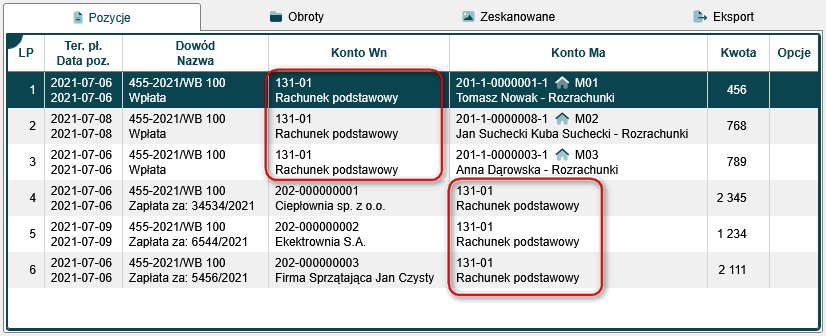 Pozycje Obroty Zeskanowane Eksport
LP Ter. pł. Dowód Konto Wn Konto Ma Kwota Opcje
Data poz. Nazwa
1 2021-07-06 455-2021/WB 100 131-01 201-1-0000001-1 M01 456
2021-07-06 Wpłata Rachunek podstawowy Tomasz Nowak - Rozrachunki
2 2021-07-08 455-2021/WB 100 131-01 201-1-0000008-1 M02 768
2021-07-08 Wpłata Rachunek podstawowy Jan Suchecki Kuba Suchecki - Rozrachunki
3 2021-07-06 455-2021/WB 100 131-01 201-1-0000003-1 M03 789
2021-07-06 Wpłata Rachunek podstawowy Anna Dąrowska - Rozrachunki
4 2021-07-06 455-2021/WB 100 202-000000001 131-01 2 345
2021-07-06 Zapłata za: 34534/2021 Ciepłownia sp. z o.o. Rachunek podstawowy
5 2021-07-09 455-2021/WB 100 202-000000002 131-01 1 234
2021-07-09 Zapłata za: 6544/2021 Ekektrownia S.A. Rachunek podstawowy
6 2021-07-06 455-2021/WB 100 202-000000003 131-01 2 111
2021-07-06 Zapłata za: 5456/2021 Firma Sprzątająca Jan Czysty Rachunek podstawowy